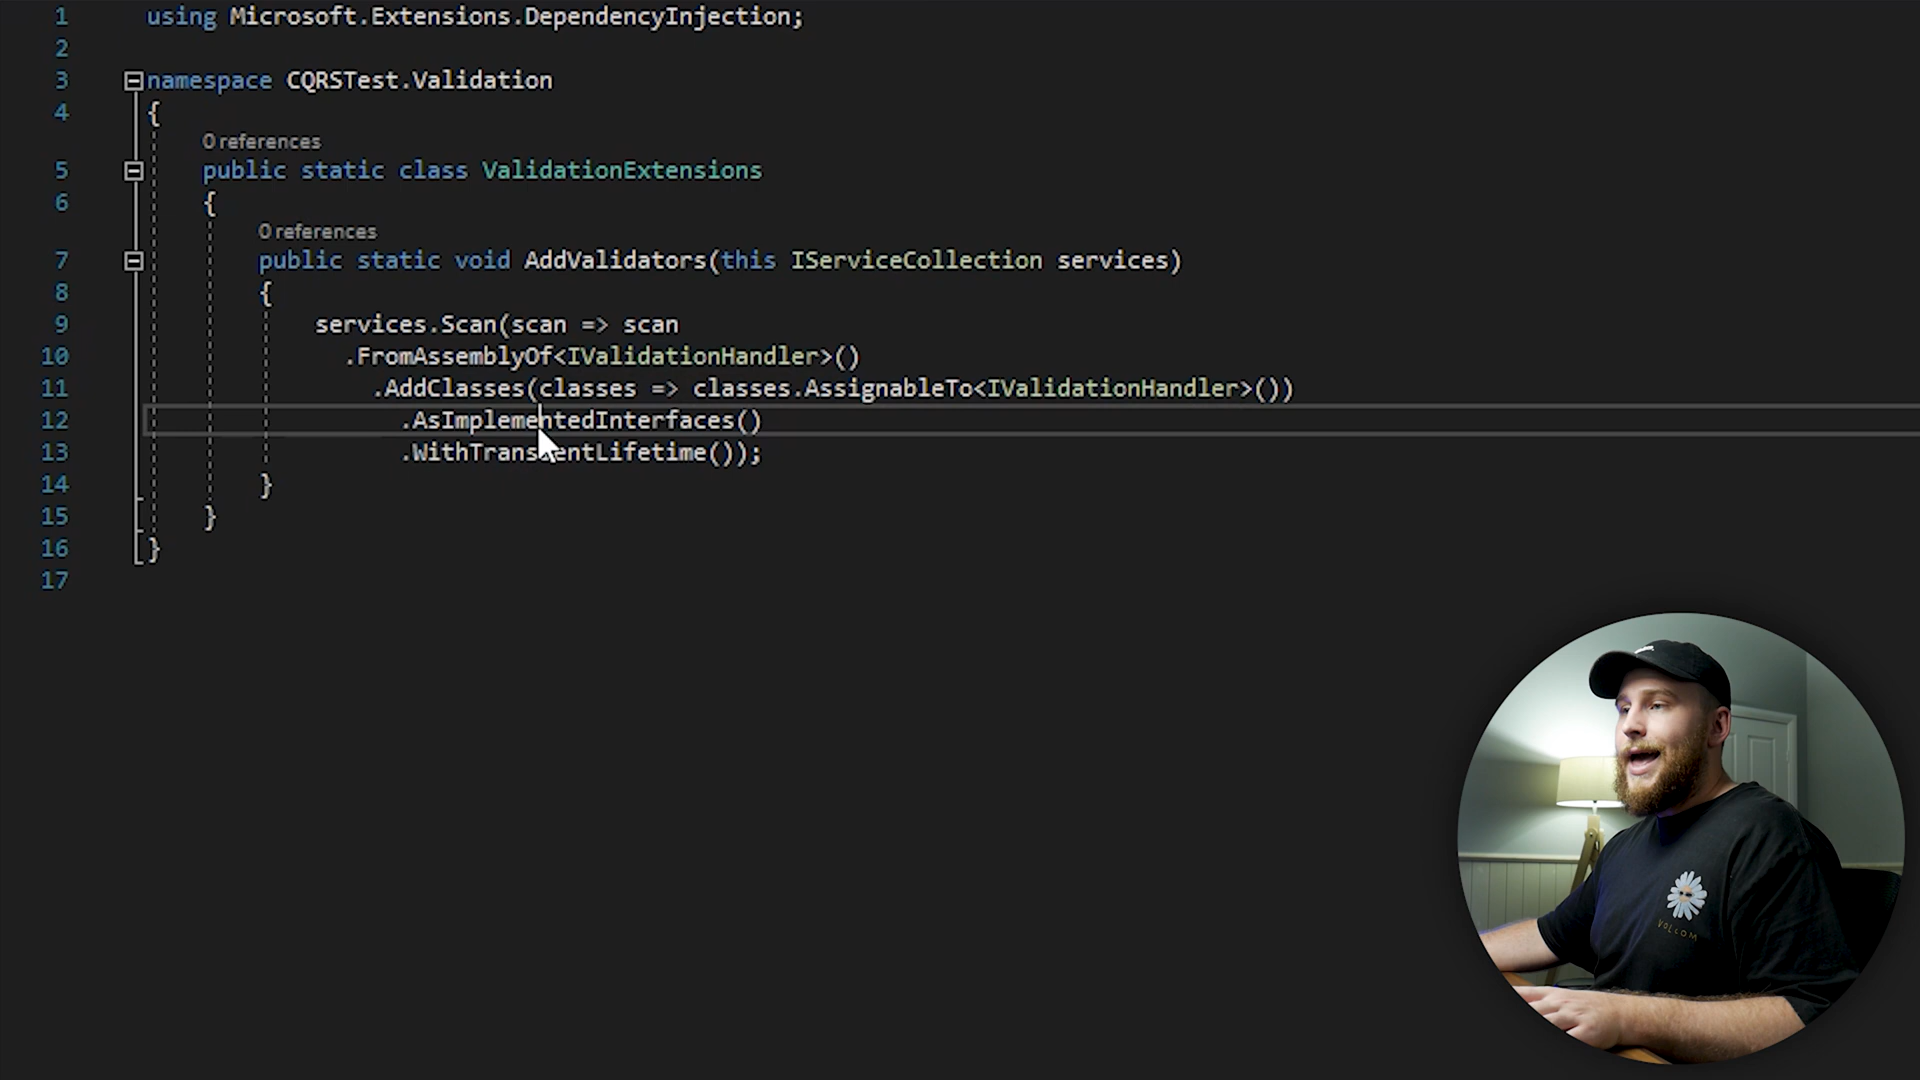 1 using Microsoft.Extensions.DependencyInjection;
2
3 namespace CQRSTest.Validation
4 {
0 references
5 public static class ValidationExtensions
6 {
0 references
7 public static void AddValidators(this IServiceCollection services)
8 {
9 services.Scan(scan => scan
10 .FromAssemblyOf<IValidationHandler>()
11 .AddClasses(classes => classes.AssignableTo<IValidationHandler>())
12 .AsImplementedInterfaces()
13 .WithTransientLifetime());
14 }
15 }
16 }
17
VOLCOM